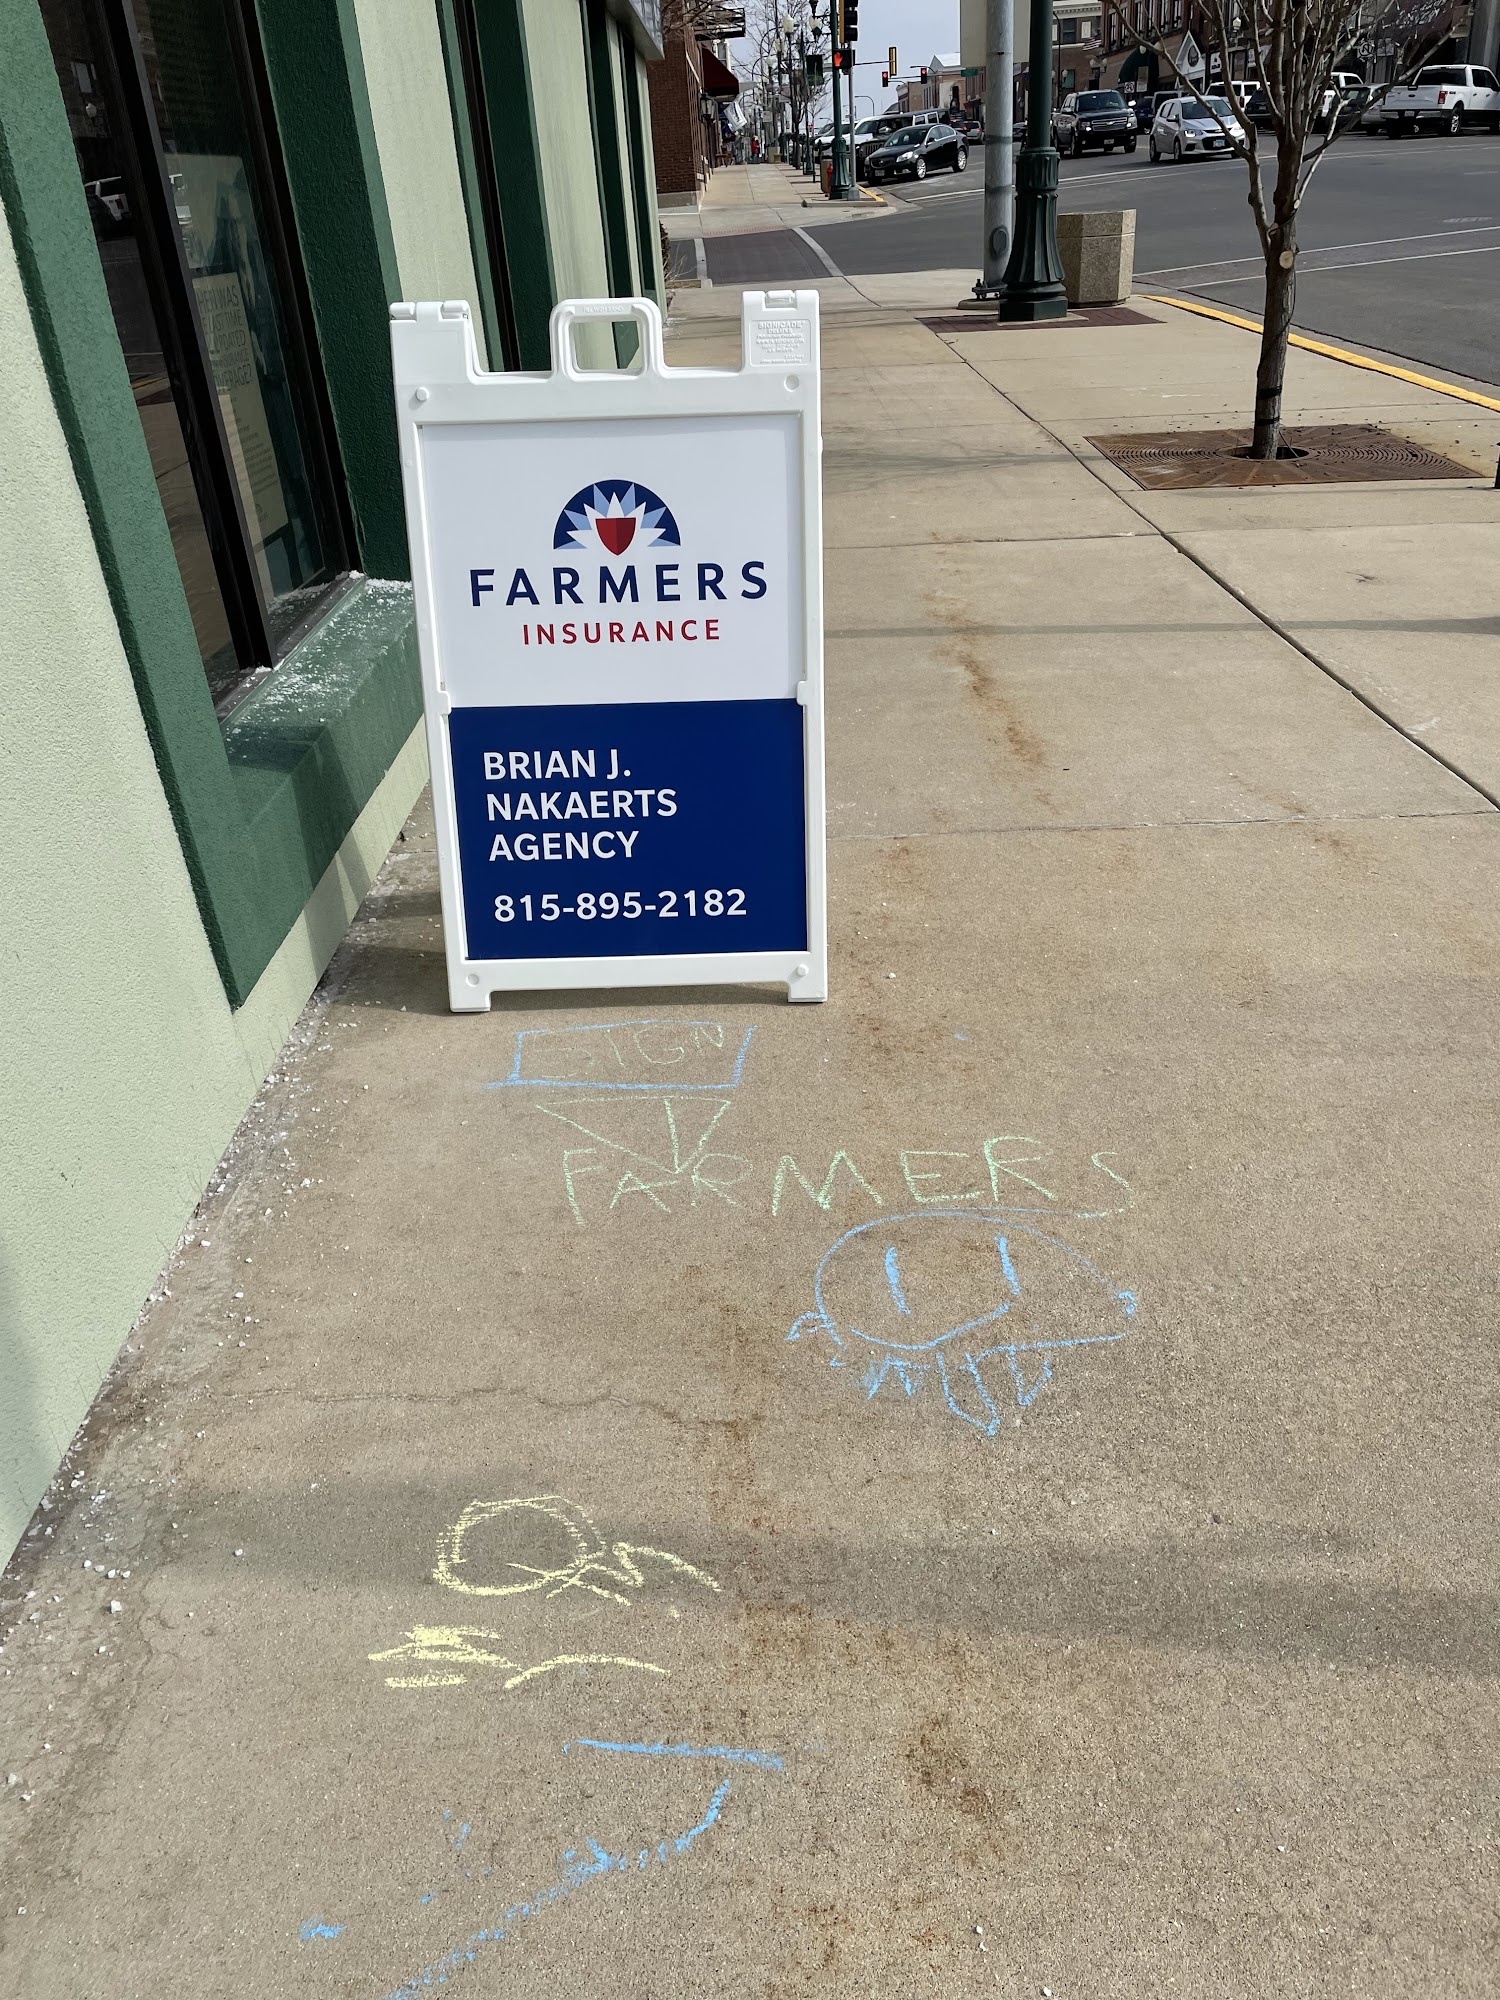 FARMERS
INSURANCE
BRIAN J.
NAKAERTS
AGENCY
815-895-2182
SIGN
FARMERS